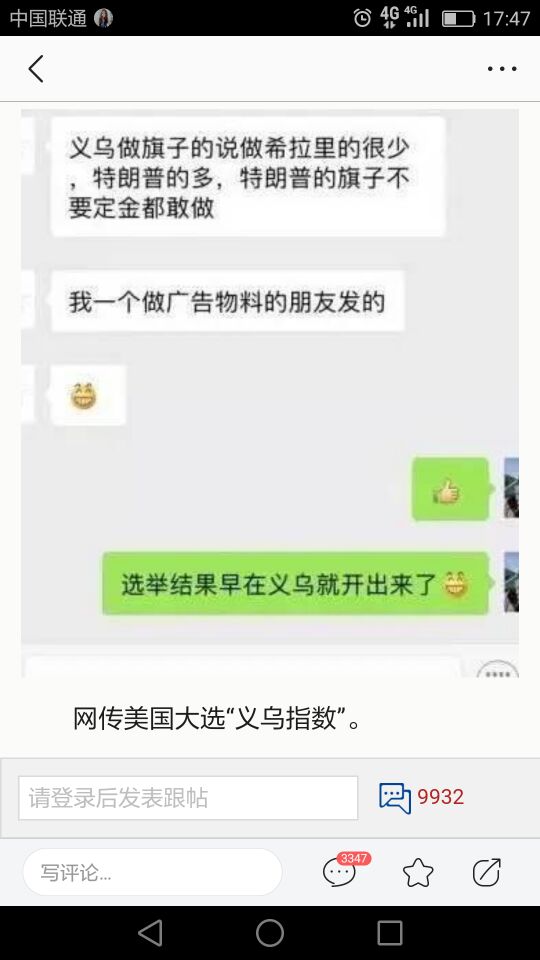 中国联通 4G 4G 17:47
义乌做旗子的说做希拉里的很少
，特朗普的多，特朗普的旗子不
要定金都敢做
我一个做广告物料的朋友发的
选举结果早在义乌就开出来了
网传美国大选“义乌指数”。
请登录后发表跟帖 9932
写评论... 3347